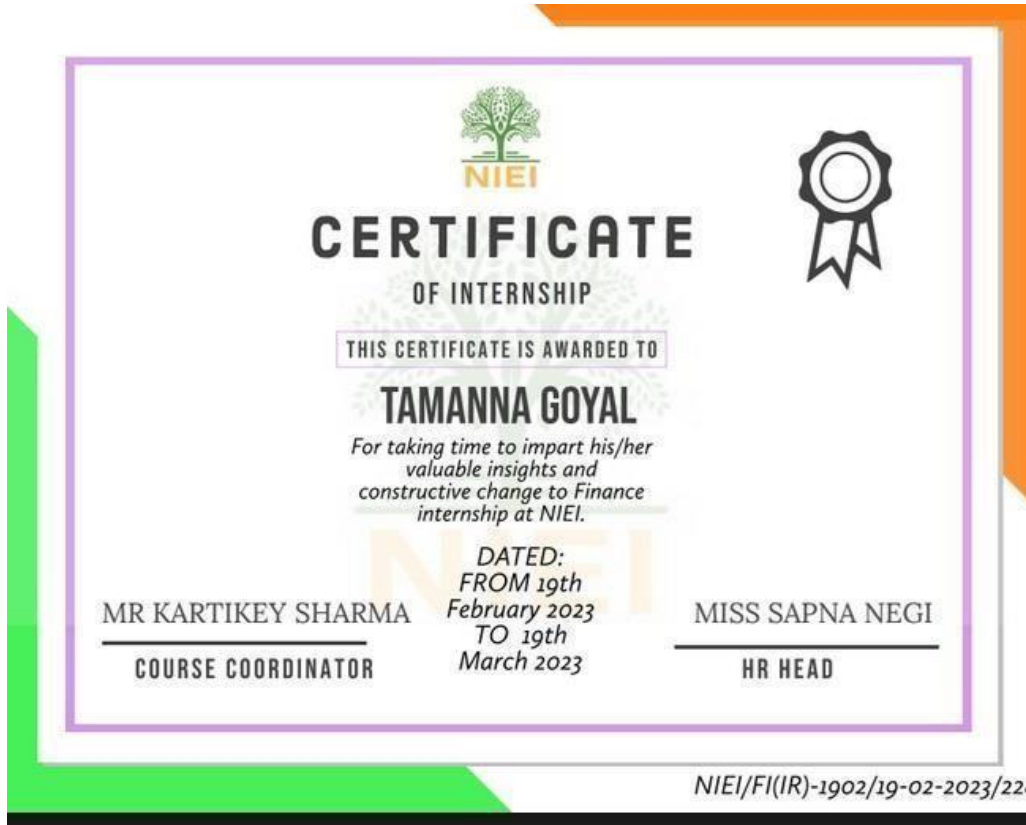 NIEI
CERTIFICATE
OF INTERNSHIP
THIS CERTIFICATE IS AWARDED TO
TAMANNA GOYAL
For taking time to impart his/her
valuable insights and
constructive change to Finance
internship at NIEI.
NIEI
DATED:
FROM 19th
February 2023
TO 19th
March 2023
MR KARTIKEY SHARMA
COURSE COORDINATOR
MISS SAPNA NEGI
HR HEAD
NIEI/FI(IR)-1902/19-02-2023/22